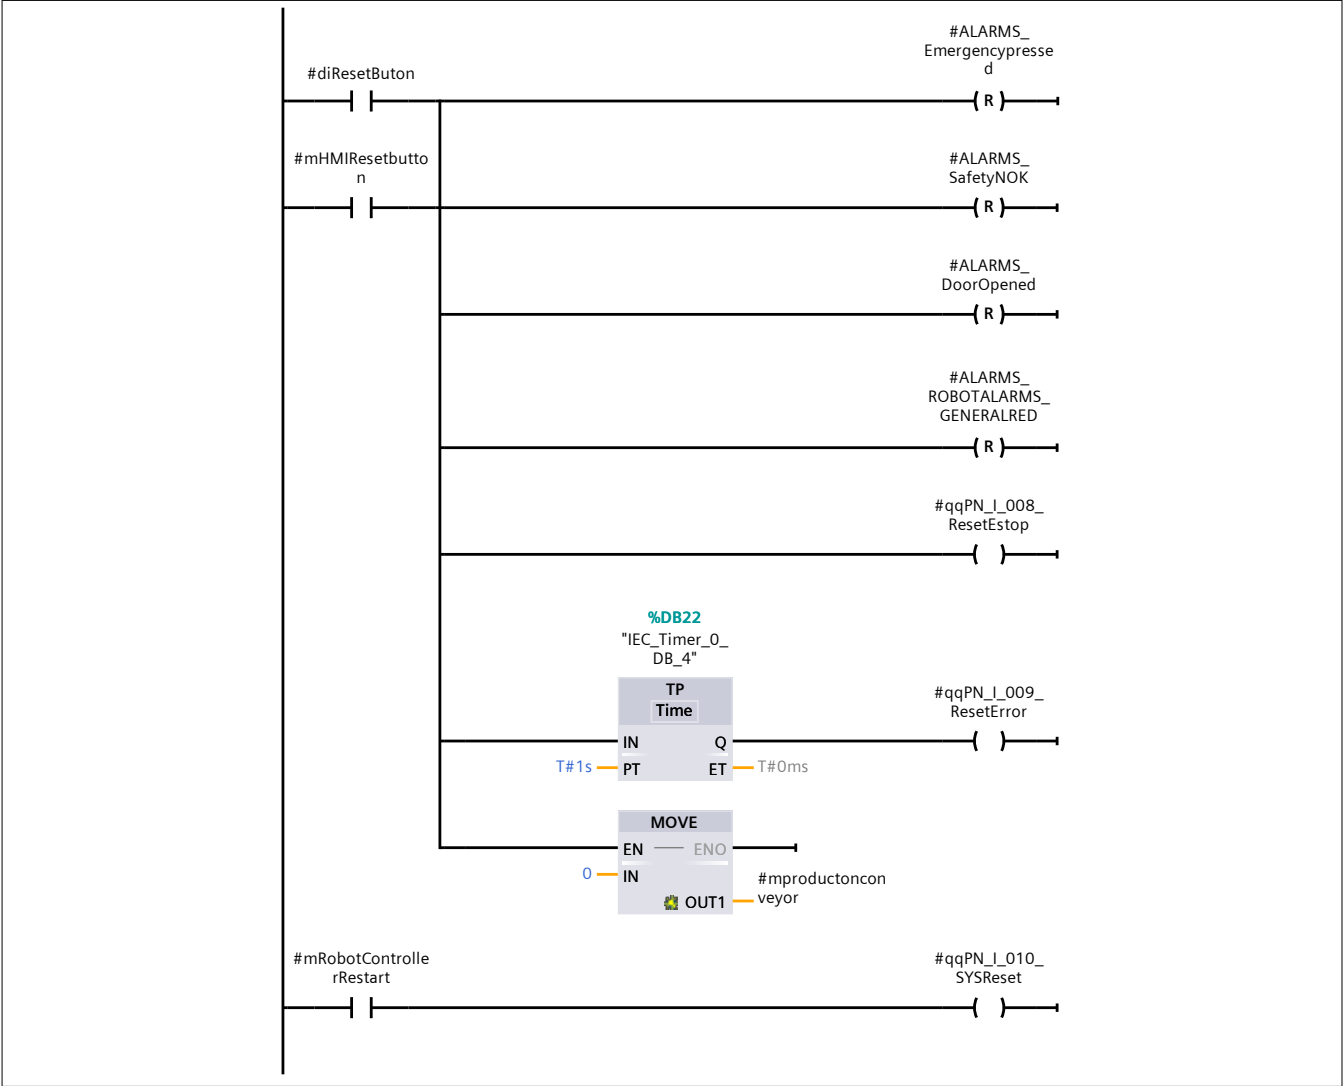 #ALARMS_
Emergencypresse
d
#diResetButon
R
#mHMIResetbutto
n
#ALARMS_
SafetyNOK
R
#ALARMS_
DoorOpened
R
#ALARMS_
ROBOTALARMS_
GENERALRED
R
#qqPN_I_008_
ResetEstop
%DB22
"IEC_Timer_0_
DB_4"
TP
Time
#qqPN_I_009_
ResetError
IN Q
T#1s PT ET T#0ms
MOVE
EN ENO
0 IN
#mproductoncon
veyor
OUT1
#mRobotControlle
rRestart
#qqPN_I_010_
SYSReset